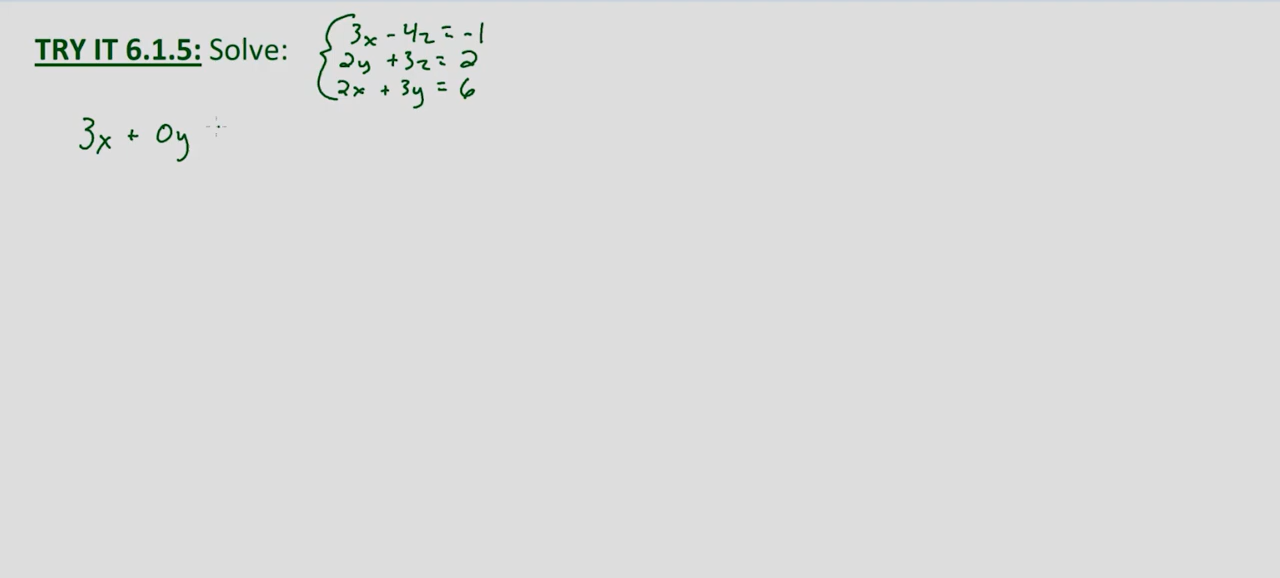 TRY IT 6.1.5: Solve:
3x - 4z = -1
2y + 3z = 2
2x + 3y = 6
3x + 0y